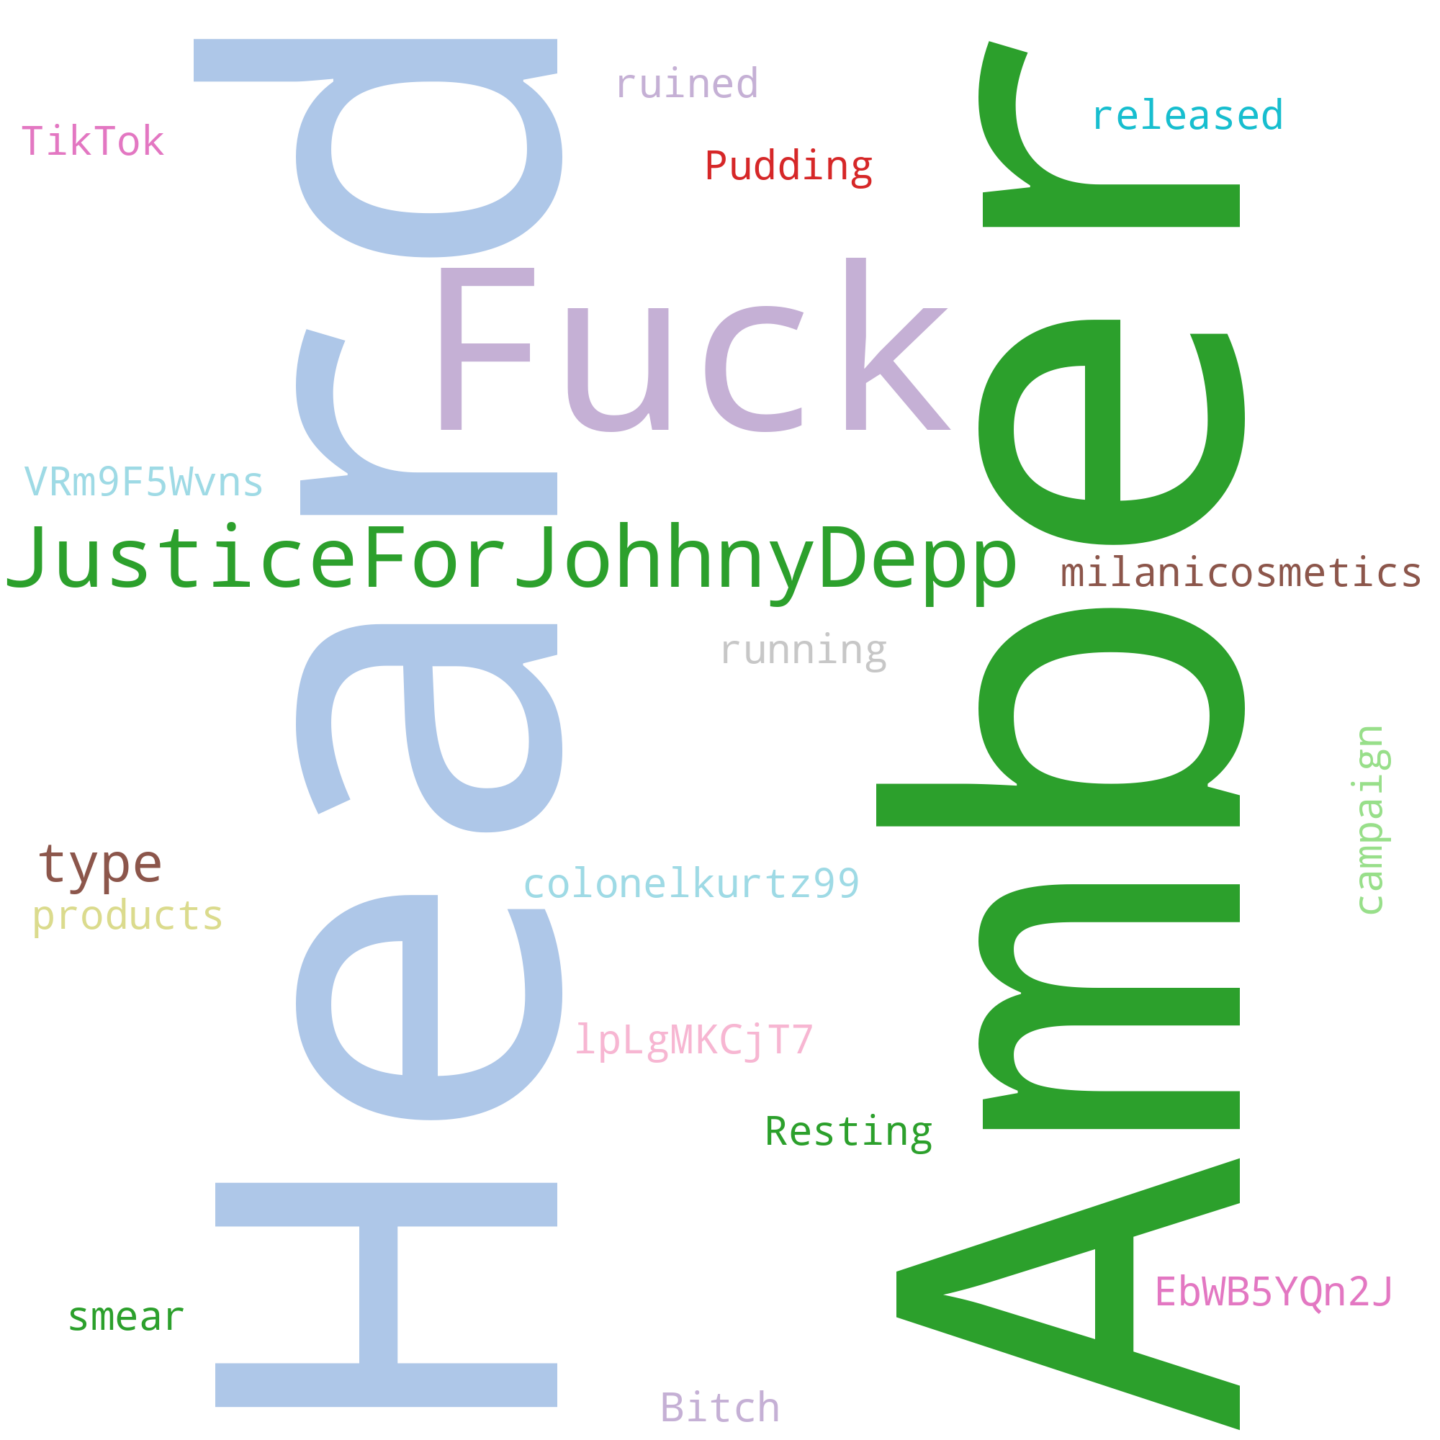 ruined
released
TikTok
Pudding
Fuck
VRm9F5Wvns
JusticeForJohhnyDepp
milanicosmetics
running
Heard
Amber
campaign
type
colonelkurtz99
products
lpLgMKCjT7
Resting
EbWB5YQn2J
smear
Bitch